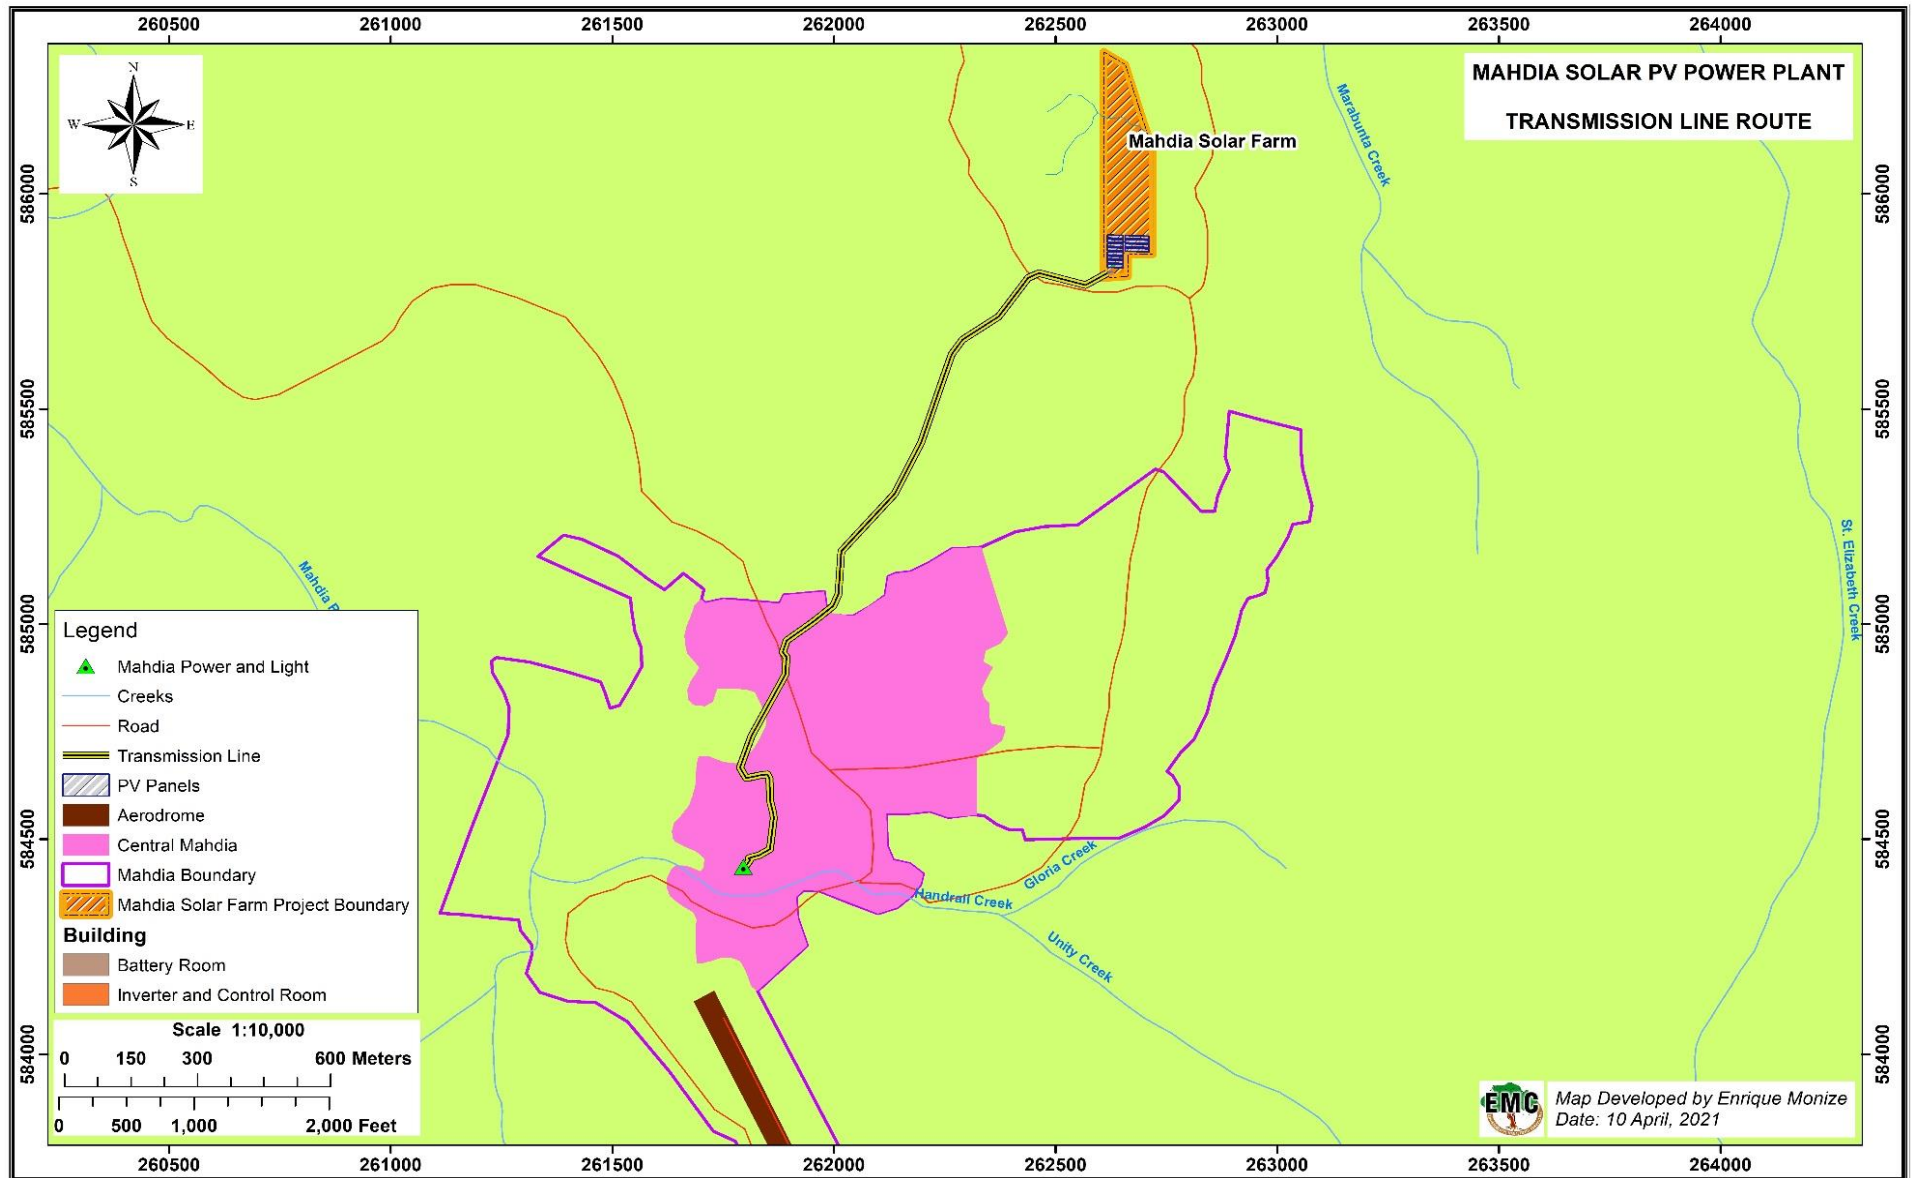 260500 261000 261500 262000 262500 263000 263500 264000
N
W E
S
MAHDIA SOLAR PV POWER PLANT
TRANSMISSION LINE ROUTE
Mahdia Solar Farm
Marabunta Creek
586000 586000
585500 585500
St. Elizabeth Creek
Mahdia R
585000 585000
Legend
Mahdia Power and Light
Creeks
Road
Transmission Line
PV Panels
Aerodrome
Central Mahdia
Mahdia Boundary
Mahdia Solar Farm Project Boundary
Building
Battery Room
Inverter and Control Room
584500 584500
Gloria Creek
Handrail Creek
Unity Creek
Scale 1:10,000
0 150 300 600 Meters
0 500 1,000 2,000 Feet
584000 584000
EMC
Map Developed by Enrique Monize
Date: 10 April, 2021
260500 261000 261500 262000 262500 263000 263500 264000